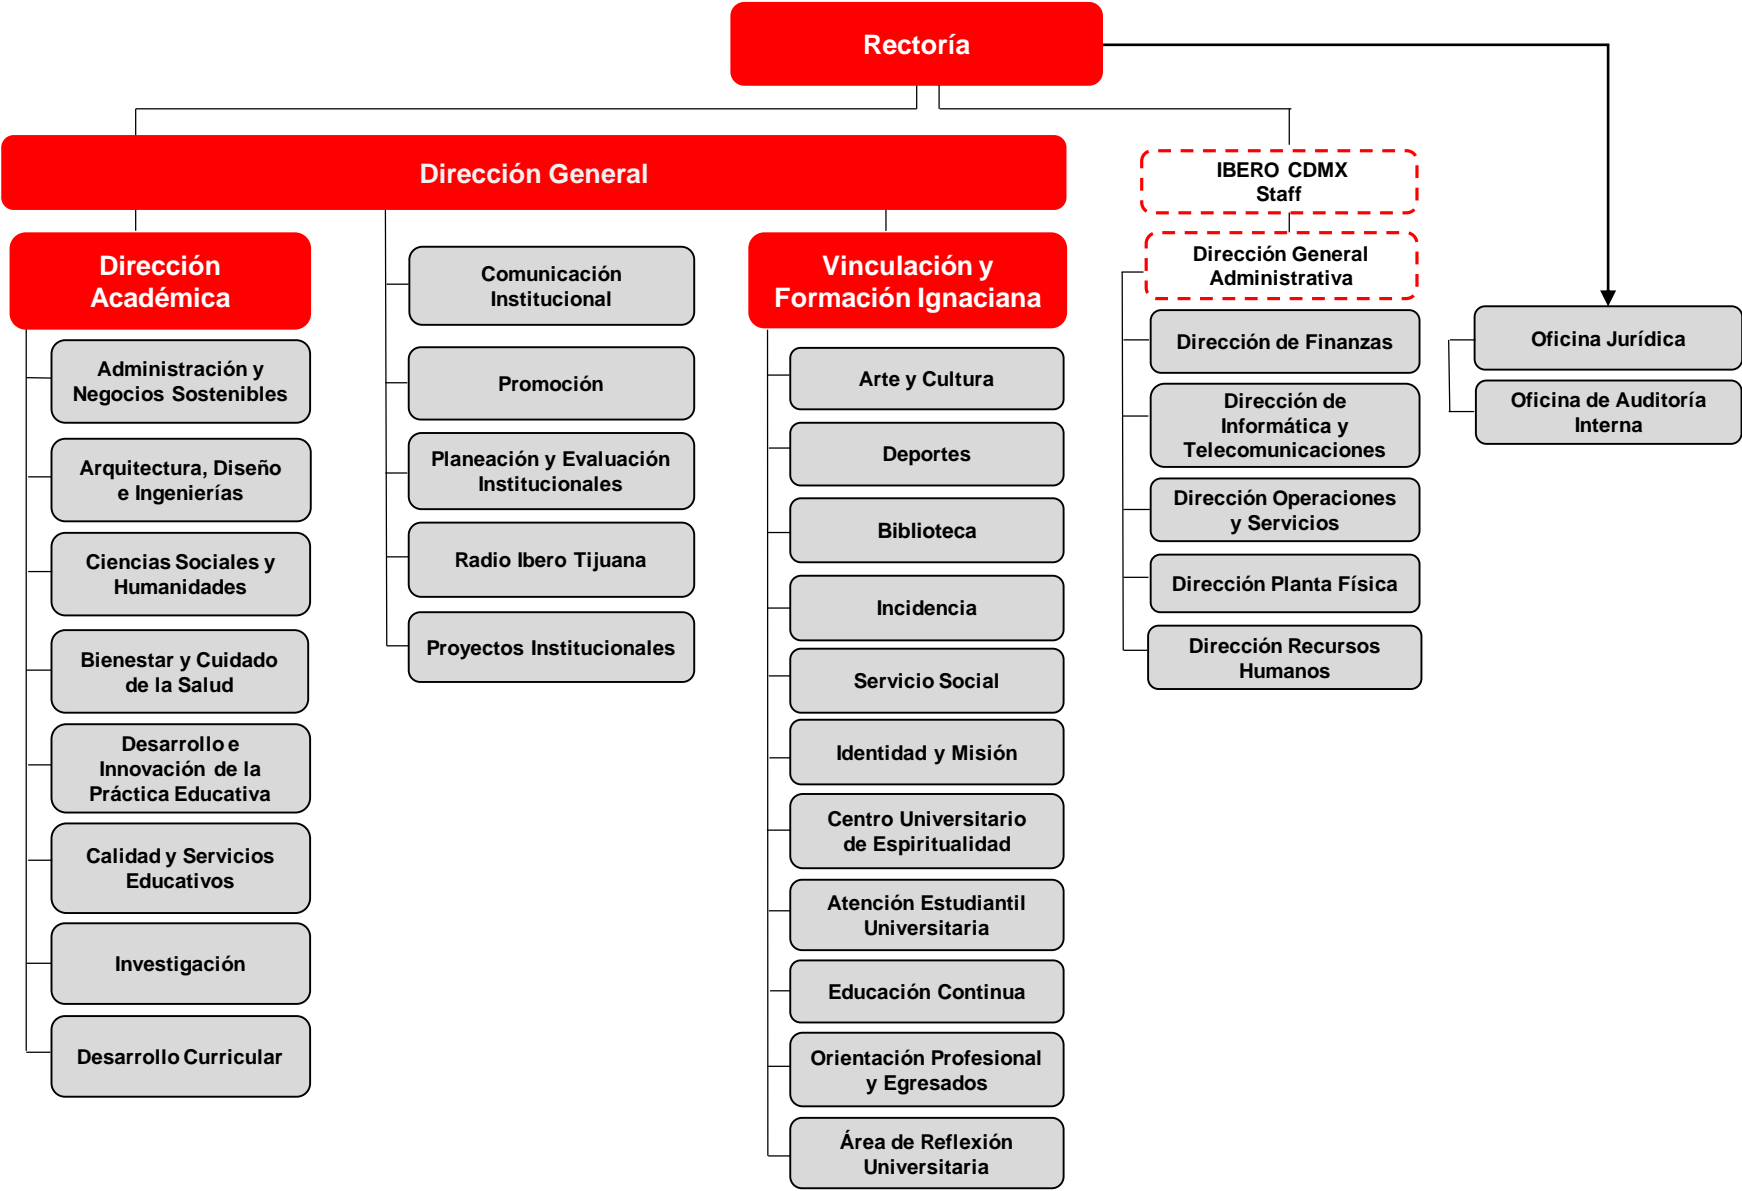 Rectoría
Dirección General
IBERO CDMX
Staff
Dirección
Académica
Administración y
Negocios Sostenibles
Arquitectura, Diseño
e Ingenierías
Ciencias Sociales y
Humanidades
Bienestar y Cuidado
de la Salud
Desarrollo e
Innovación de la
Práctica Educativa
Calidad y Servicios
Educativos
Investigación
Desarrollo Curricular
Comunicación
Institucional
Promoción
Planeación y Evaluación
Institucionales
Radio Ibero Tijuana
Proyectos Institucionales
Vinculación y
Formación Ignaciana
Arte y Cultura
Deportes
Biblioteca
Incidencia
Servicio Social
Identidad y Misión
Centro Universitario
de Espiritualidad
Atención Estudiantil
Universitaria
Educación Continua
Orientación Profesional
y Egresados
Área de Reflexión
Universitaria
Dirección General
Administrativa
Dirección de Finanzas
Dirección de
Informática y
Telecomunicaciones
Dirección Operaciones
y Servicios
Dirección Planta Física
Dirección Recursos
Humanos
Oficina Jurídica
Oficina de Auditoría
Interna